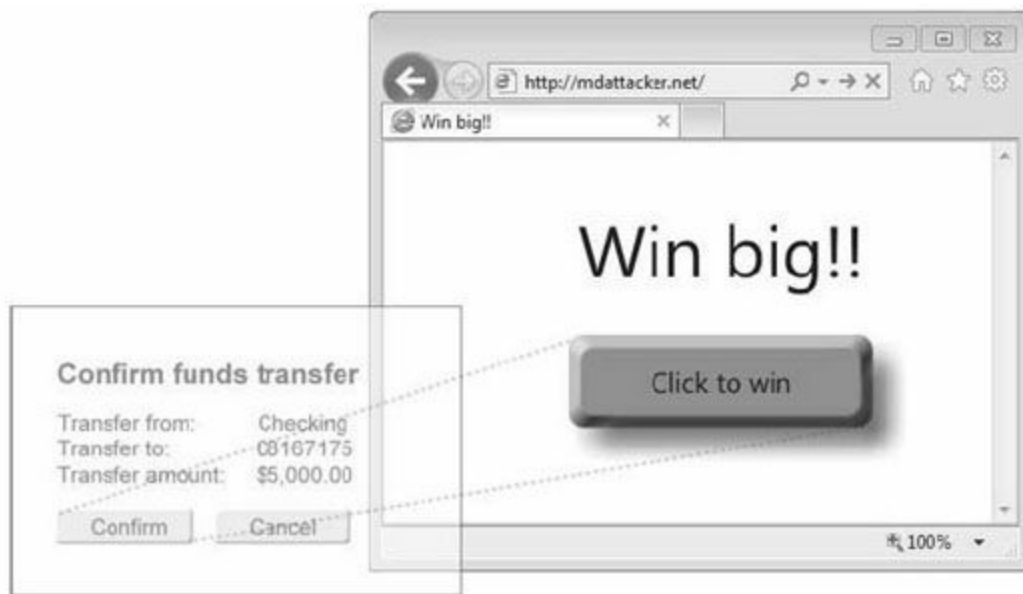 http://mdattacker.net/
Win big!!
Win big!!
Click to win
Confirm funds transfer
Transfer from: Checking
Transfer to: 08167175
Transfer amount: $5,000.00
Confirm Cancel
100%